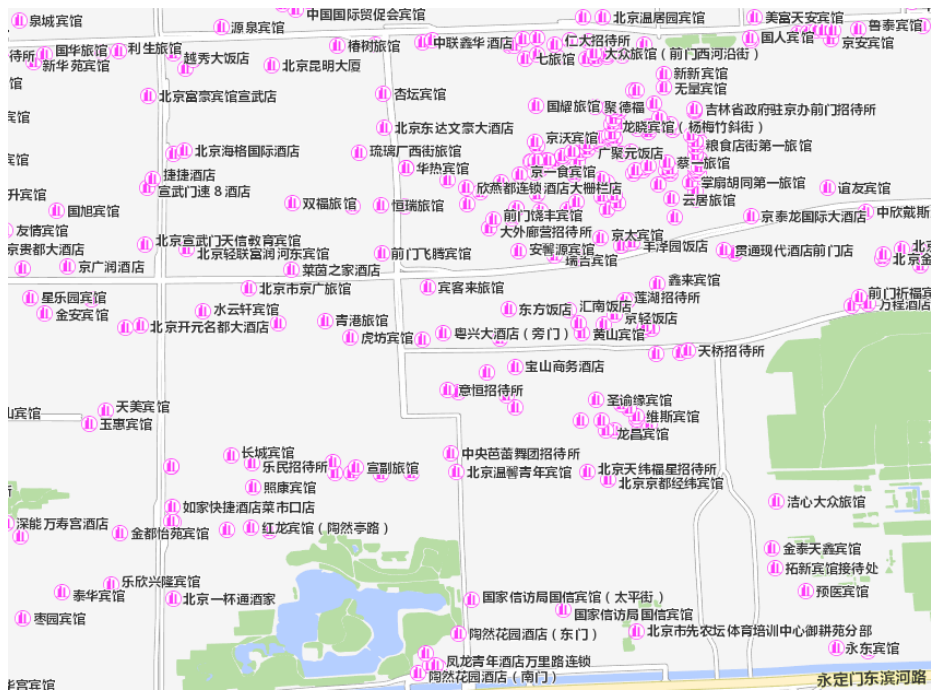 泉城宾馆
中国国际贸促会宾馆
北京温居园宾馆
美富天安宾馆
源泉宾馆
鲁泰宾馆
国人宾馆
京安宾馆
椿树旅馆
中联鑫华酒店
仁大招待所
待所
国华旅馆
利生旅馆
七旅馆
大众旅馆（前门西河沿街）
新华苑宾馆
越秀大饭店
北京昆明大厦
新新宾馆
馆
无量宾馆
北京富豪宾馆宣武店
杏坛宾馆
国耀旅馆
聚德福
吉林省政府驻京办前门招待所
宾馆
北京东达文豪大酒店
龙晓宾馆（杨梅竹斜街）
京沃宾馆
粮食店街第一旅馆
北京海格国际酒店
琉璃厂西街旅馆
广聚元饭店
宾馆
蔡一旅馆
华热宾馆
京一食宾馆
捷捷酒店
掌扇胡同第一旅馆
升宾馆
宣武门速8酒店
欣燕都连锁酒店大栅栏店
谊友宾馆
云居旅馆
国旭宾馆
双福旅馆
恒瑞旅馆
前门饶丰宾馆
京泰龙国际大酒店
中欣戴斯
友情宾馆
大外廊营招待所
京大宾馆
北京宣武门天信教育宾馆
丰泽园饭店
京贵都大酒店
北京轻联富润河东宾馆
前门飞腾宾馆
安馨源宾馆
贯通现代酒店前门店
北京
瑞吉宾馆
北京金
京广润酒店
莱茵之家酒店
鑫来宾馆
北京市京广旅馆
宾客来旅馆
星乐园宾馆
莲湖招待所
前门祈福宾
水云轩宾馆
东方饭店
汇南饭店
万程酒店
金安宾馆
京轻饭店
北京开元名都大酒店
青港旅馆
粤兴大酒店（旁门）
黄山宾馆
虎坊宾馆
天桥招待所
宝山商务酒店
意恒招待所
圣谕缘宾馆
天美宾馆
山宾馆
维斯宾馆
玉惠宾馆
龙昌宾馆
长城宾馆
中央芭蕾舞团招待所
乐民招待所
宣副旅馆
北京温馨青年宾馆
北京天纬福星招待所
照康宾馆
北京京都经纬宾馆
如家快捷酒店菜市口店
洁心大众旅馆
深能万寿宫酒店
金都怡苑宾馆
红龙宾馆（陶然亭路）
金泰天鑫宾馆
拓新宾馆接待处
乐欣兴隆宾馆
泰华宾馆
预医宾馆
北京一杯通酒家
国家信访局国信宾馆（太平街）
枣园宾馆
国家信访局国信宾馆
陶然花园酒店（东门）
北京市先农坛体育培训中心御耕苑分部
永东宾馆
凤龙青年酒店万里路连锁
陶然花园酒店（南门）
华宫宾馆
永定门东滨河路